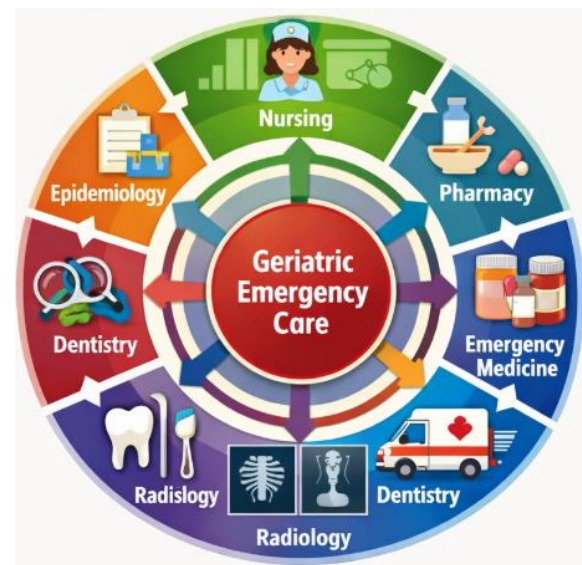 Nursing
Epidemiology
Pharmacy
Geriatric
Emergency
Care
Dentistry
Emergency
Medicine
Radislogy
Dentistry
Radiology